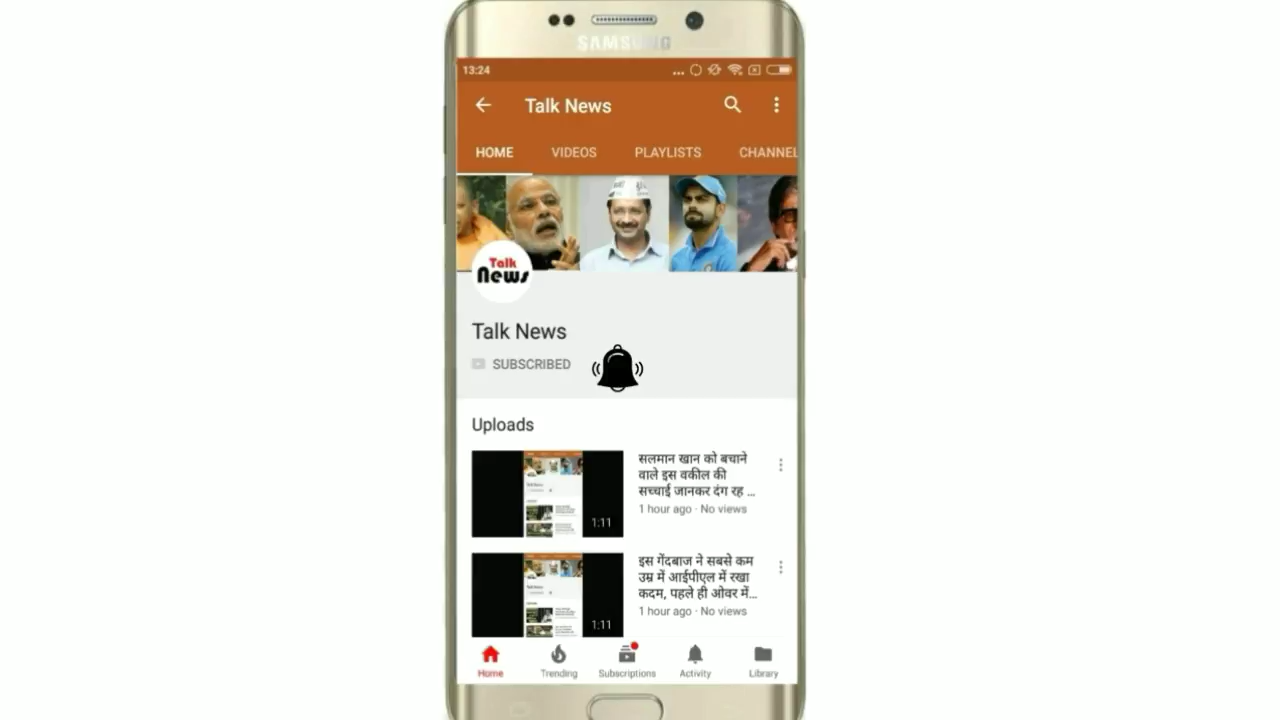 SAMSUNG
13:24
Talk News
HOME VIDEOS PLAYLISTS CHANNEL
Talk
News
Talk News
SUBSCRIBED
Uploads
सलमान खान को बचाने
वाले इस वकील की
सच्चाई जानकर दंग रह ...
1 hour ago · No views
1:11
इस गेंदबाज ने सबसे कम
उम्र में आईपीएल में रखा
कदम, पहले ही ओवर में...
1 hour ago · No views
1:11
Home Trending Subscriptions Activity Library